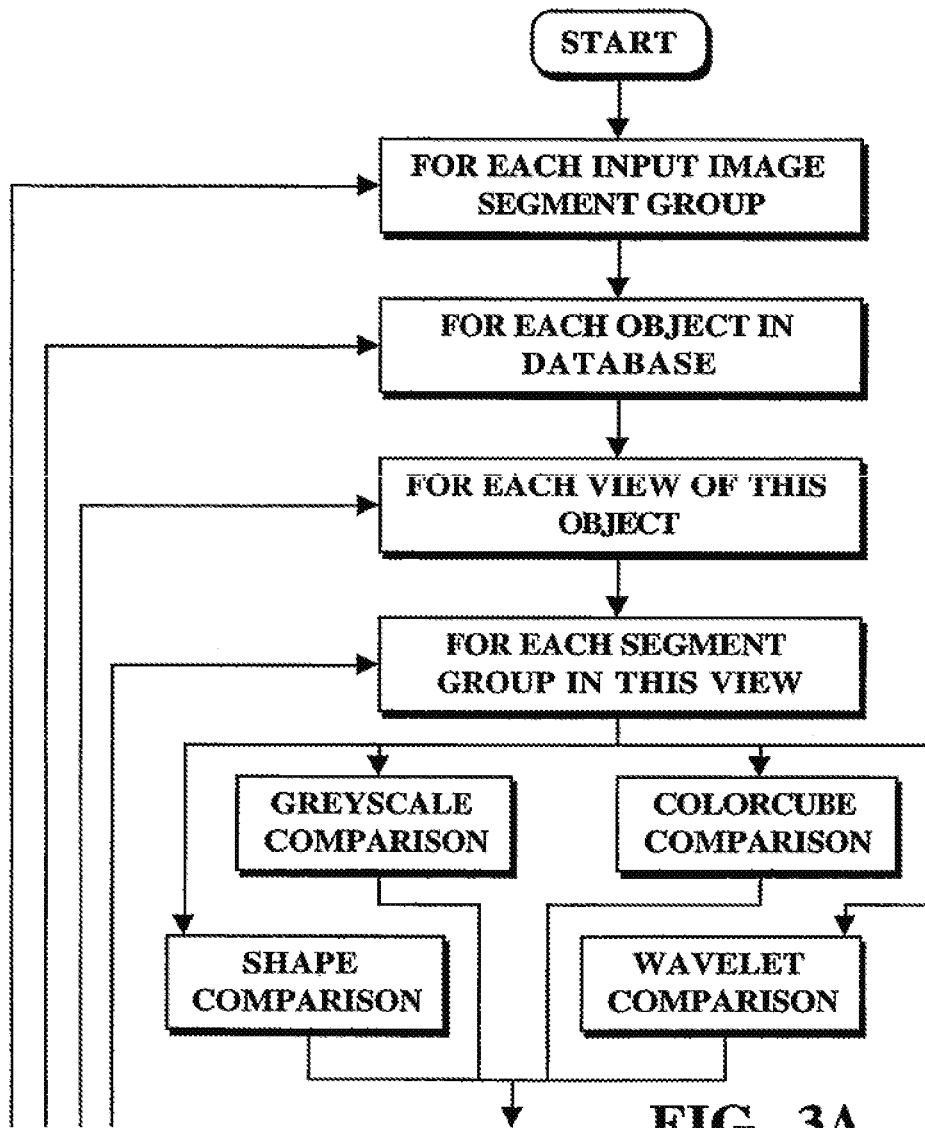 START
FOR EACH INPUT IMAGE
SEGMENT GROUP
FOR EACH OBJECT IN
DATABASE
FOR EACH VIEW OF THIS
OBJECT
FOR EACH SEGMENT
GROUP IN THIS VIEW
GREYSCALE
COMPARISON
COLORCUBE
COMPARISON
SHAPE
COMPARISON
WAVELET
COMPARISON
FIG. 3A